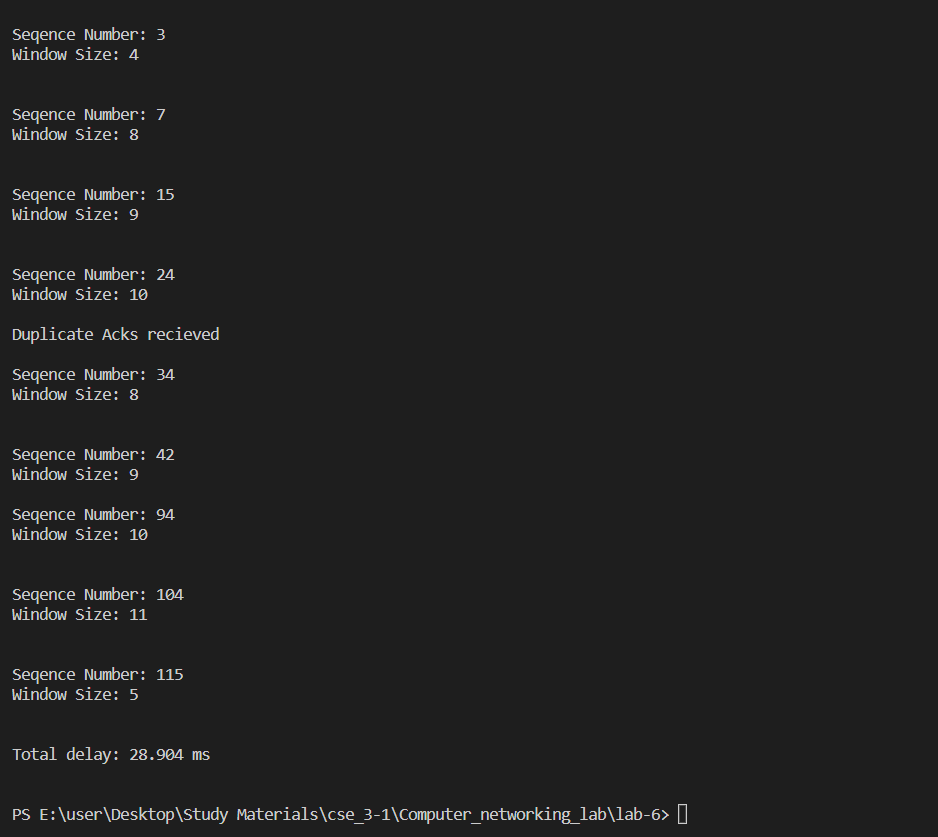 Seqence Number: 3
Window Size: 4
Seqence Number: 7
Window Size: 8
Seqence Number: 15
Window Size: 9
Seqence Number: 24
Window Size: 10
Duplicate Acks recieved
Seqence Number: 34
Window Size: 8
Seqence Number: 42
Window Size: 9
Seqence Number: 94
Window Size: 10
Seqence Number: 104
Window Size: 11
Seqence Number: 115
Window Size: 5
Total delay: 28.904 ms
PS E:\user\Desktop\Study Materials\cse_3-1\Computer_networking_lab\lab-6>